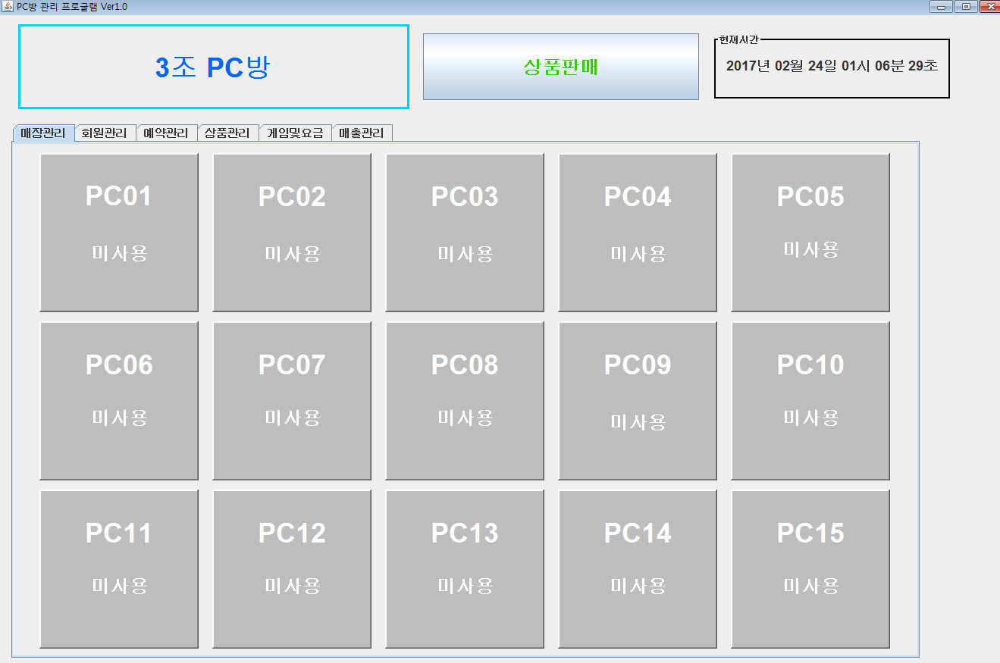 PC방 관리 프로글램 Ver1.0
3조 PC방
상품판매
현재시간
2017년 02월 24일 01시 06분 29초
매장관리 회원관리 예약관리 상품관리 게임및요금 매출관리
PC01 PC02 PC03 PC04 PC05
미사용 미사용 미사용 미사용 미사용
PC06 PC07 PC08 PC09 PC10
미사용 미사용 미사용 미사용 미사용
PC11 PC12 PC13 PC14 PC15
미사용 미사용 미사용 미사용 미사용